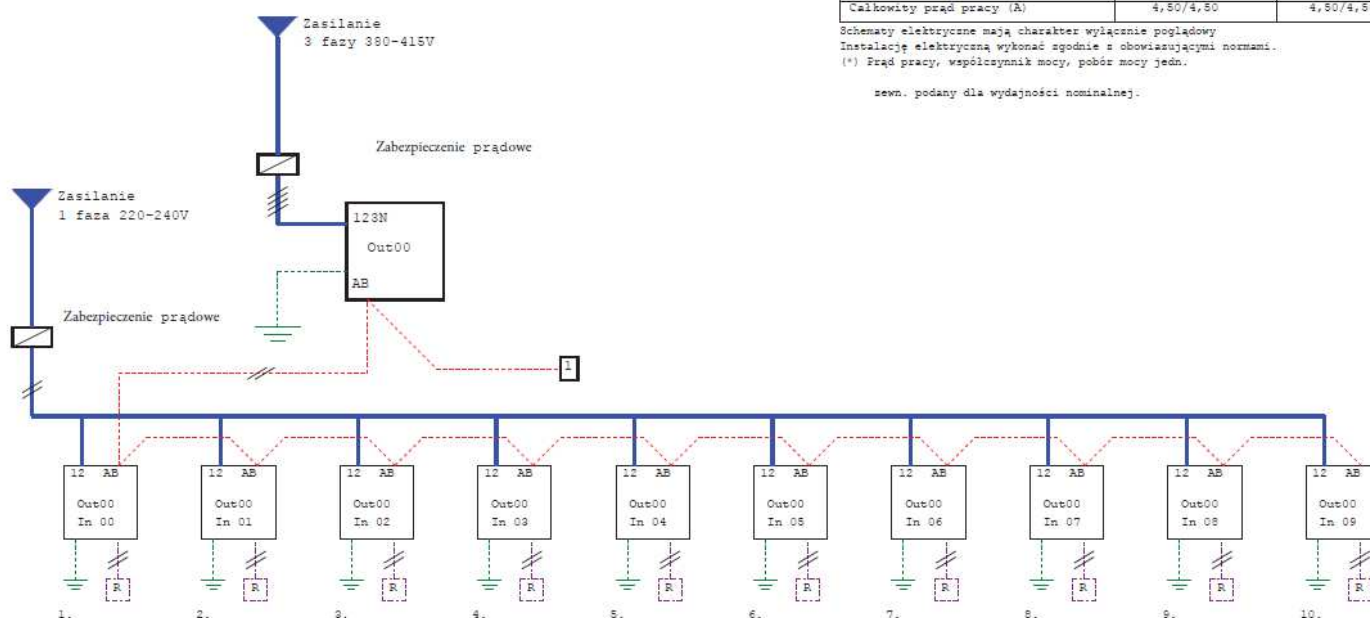 Całkowity prąd pracy (A) 4,50/4,50
Schematy elektryczne mają charakter wyłącznie poglądowy
Instalację elektryczną wykonać zgodnie z obowiązującymi normami.
(*) Prąd pracy, współczynnik mocy, pobór mocy jedn.
zewn. podany dla wydajności nominalnej.
Zasilanie
3 fazy 380-415V
Zabezpieczenie prądowe
Zasilanie
1 faza 220-240V
123N
Out00
AB
Zabezpieczenie prądowe
1
12 AB 12 AB 12 AB 12 AB 12 AB 12 AB 12 AB 12 AB 12 AB 12 AB
Out00 Out00 Out00 Out00 Out00 Out00 Out00 Out00 Out00 Out00
In 00 In 01 In 02 In 03 In 04 In 05 In 06 In 07 In 08 In 09
R R R R R R R R R R
1. 2. 3. 4. 5. 6. 7. 8. 9. 10.